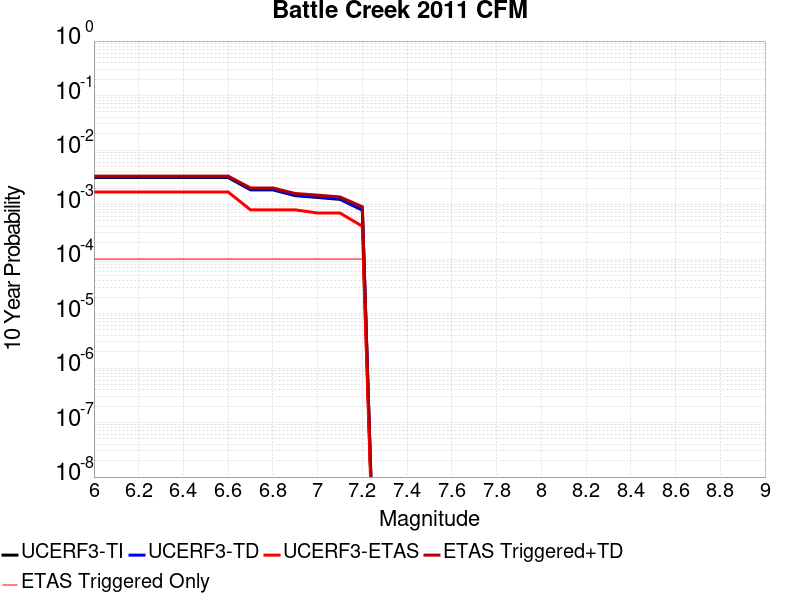 Battle Creek 2011 CFM
10 0
10 -1
10 -2
10 -3
10 -4
10 -5
10 -6
10 -7
10 -8
10 Year Probability
6 6.2 6.4 6.6 6.8 7 7.2 7.4 7.6 7.8 8 8.2 8.4 8.6 8.8 9
Magnitude
UCERF3-TI UCERF3-TD UCERF3-ETAS ETAS Triggered+TD
ETAS Triggered Only